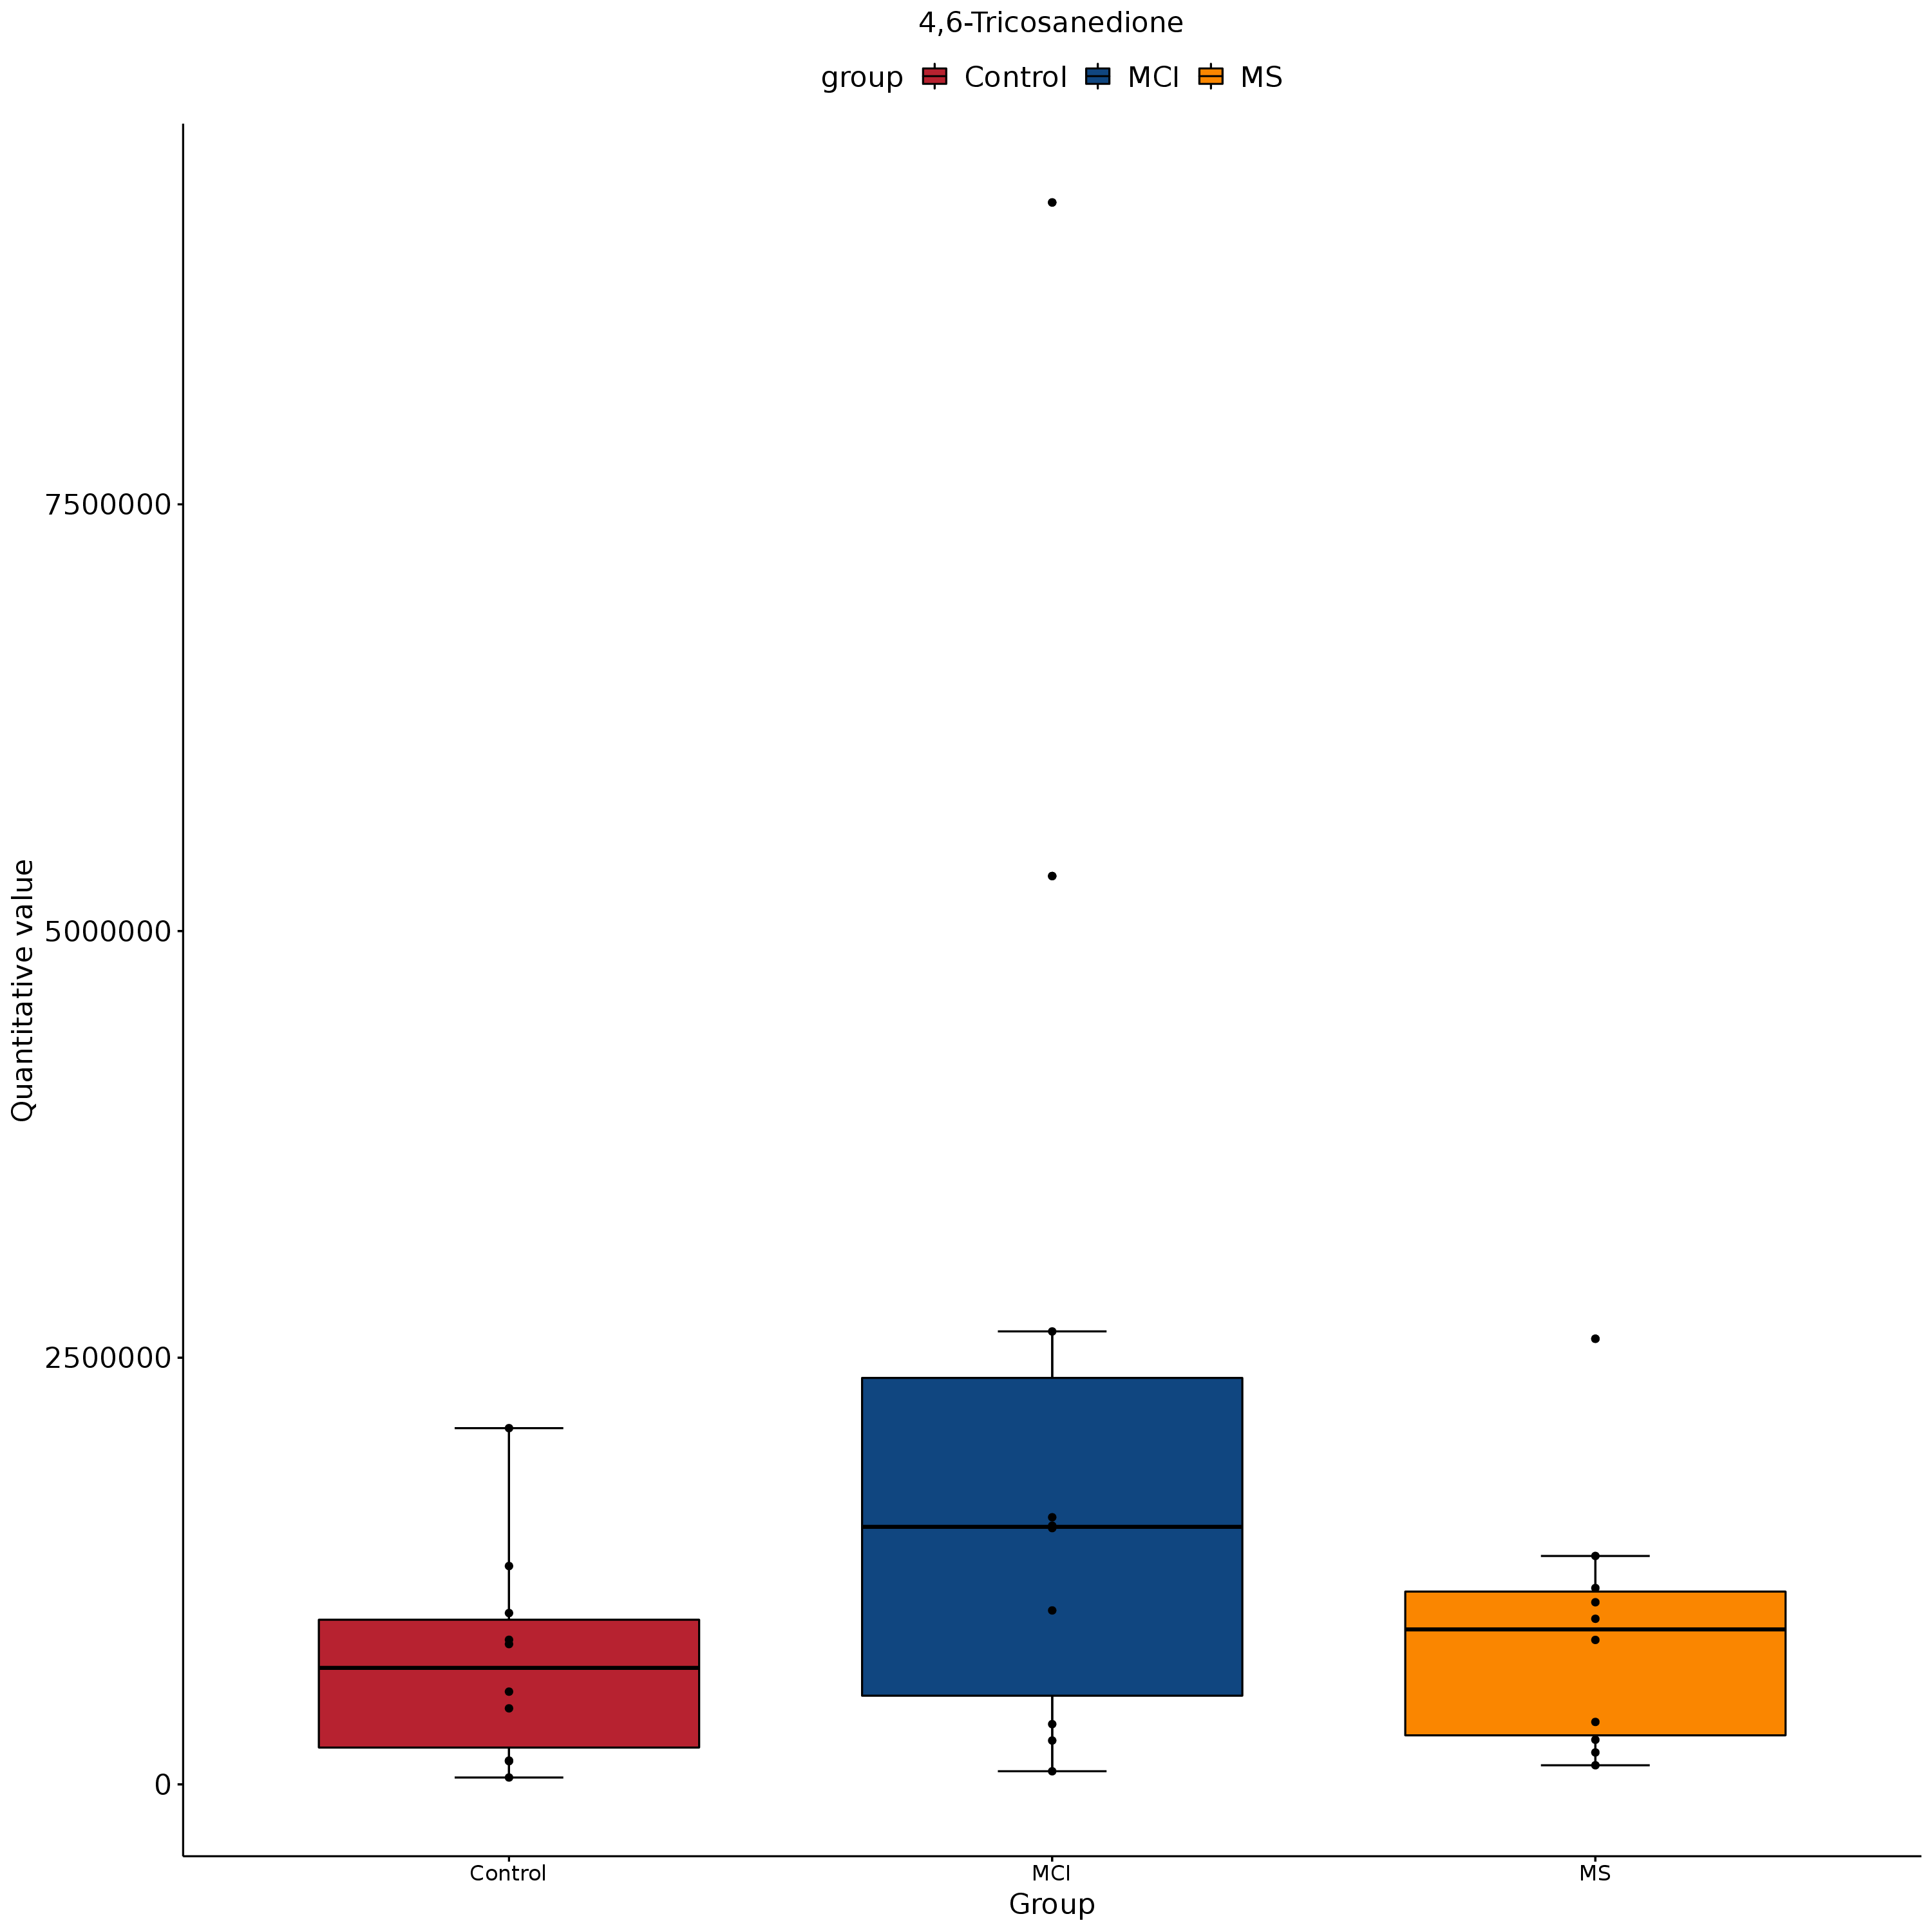 4,6-Tricosanedione
group Control MCI MS
Quantitative value
7500000
5000000
2500000
0
Control MCI MS
Group